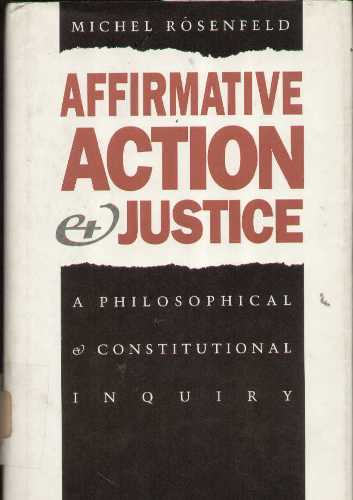 MICHEL ROSENFELD
AFFIRMATIVE
ACTION
& JUSTICE
A PHILOSOPHICAL
& CONSTITUTIONAL
INQUIRY